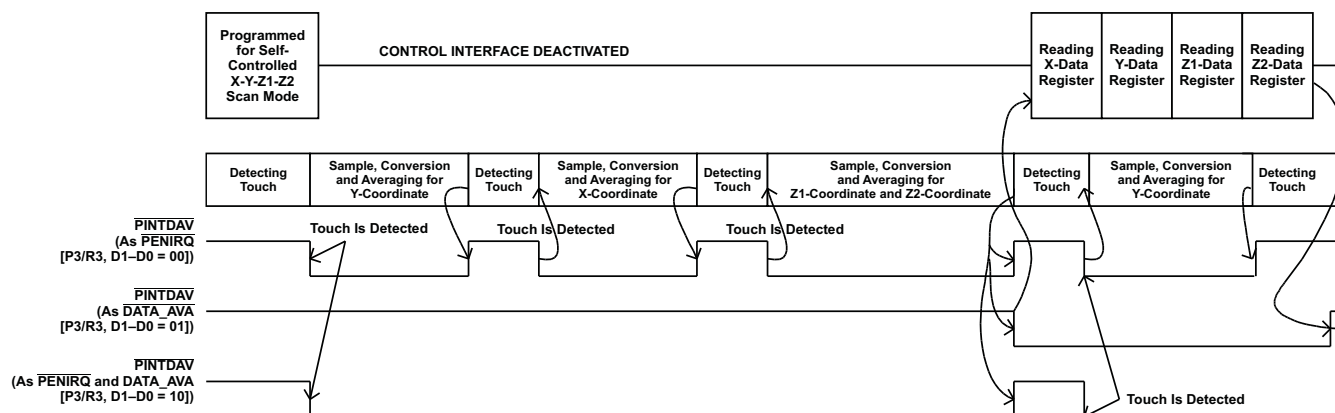 Programmed
for Self-
Controlled
X-Y-Z1-Z2
Scan Mode
CONTROL INTERFACE DEACTIVATED
Reading
X-Data
Register
Reading
Y-Data
Register
Reading
Z1-Data
Register
Reading
Z2-Data
Register
Detecting
Touch
Sample, Conversion
and Averaging for
Y-Coordinate
Detecting
Touch
Sample, Conversion
and Averaging for
X-Coordinate
Detecting
Touch
Sample, Conversion
and Averaging for
Z1-Coordinate and Z2-Coordinate
Detecting
Touch
Sample, Conversion
and Averaging for
Y-Coordinate
Detecting
Touch
PINTDAV
(As PENIRQ
[P3/R3, D1–D0 = 00])
Touch Is Detected
Touch Is Detected
Touch Is Detected
PINTDAV
(As DATA_AVA
[P3/R3, D1–D0 = 01])
PINTDAV
(As PENIRQ and DATA_AVA
[P3/R3, D1–D0 = 10])
Touch Is Detected